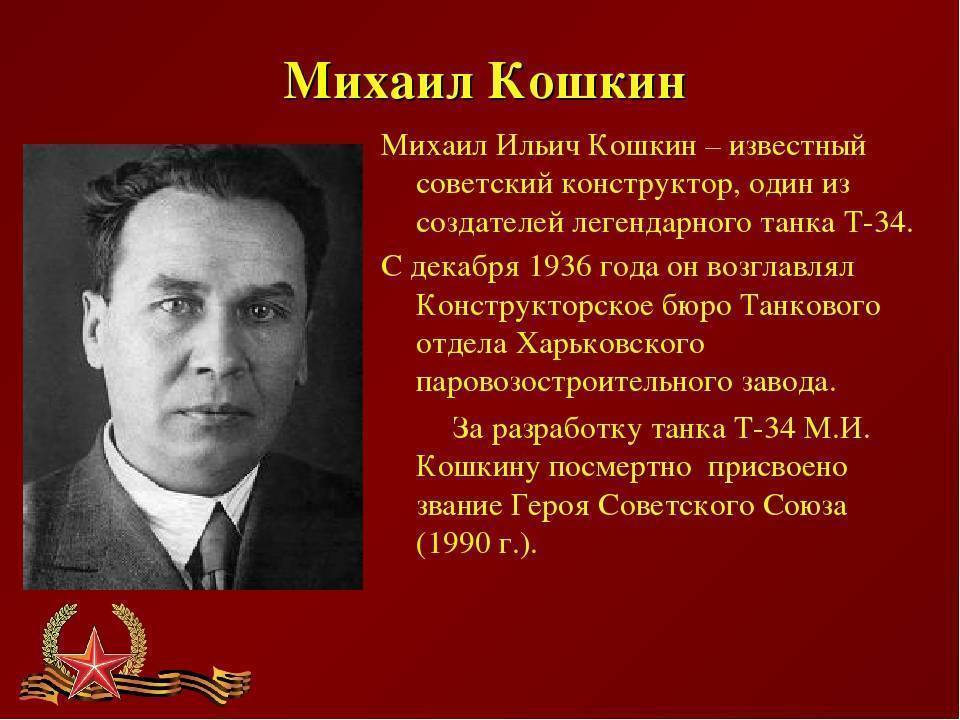 Михаил Кошкин
Михаил Ильич Кошкин – известный
советский конструктор, один из
создателей легендарного танка Т-34.
С декабря 1936 года он возглавлял
Конструкторское бюро Танкового
отдела Харьковского
паровозостроительного завода.
За разработку танка Т-34 М.И.
Кошкину посмертно присвоено
звание Героя Советского Союза
(1990 г.).